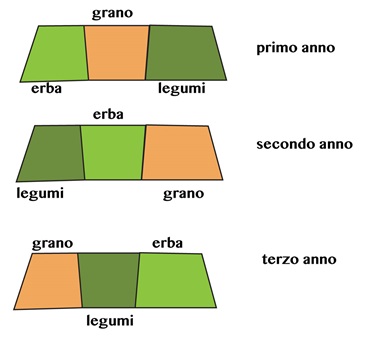 grano
primo anno
erba legumi
erba
secondo anno
legumi grano
grano erba
terzo anno
legumi